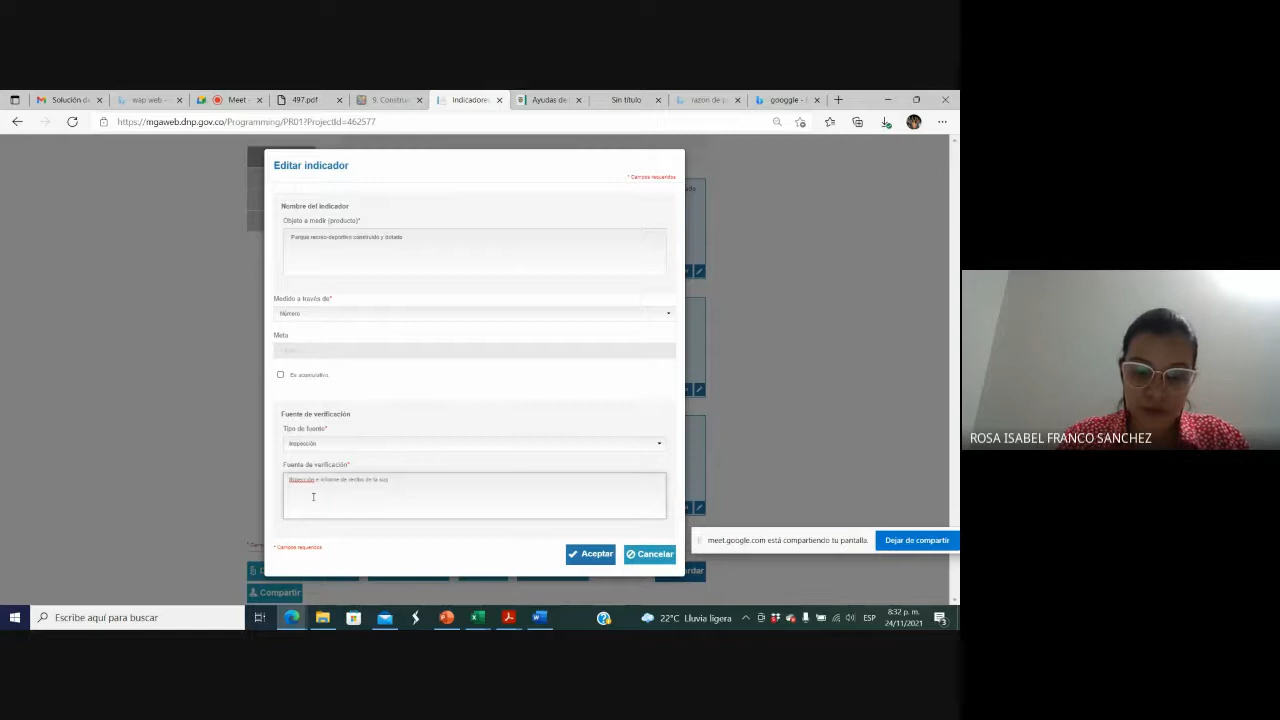 Solución de
wap web -
Meet -
497.pdf
9. Construc
Indicadores
Ayudas de
Sin título
razon de p
googgle - B
https://mgaweb.dnp.gov.co/Programming/PR01?ProjectId=462577
Editar indicador
* Campos requeridos
Nombre del indicador
Objeto a medir (producto)*
Parque recreo-deportivo construido y dotado
Medido a través de*
Número
Meta
Es acumulativo.
Fuente de verificación
Tipo de fuente*
Inspección
Fuente de verificación*
e informe de recibo de la
* Campos requeridos
Aceptar
Cancelar
meet.google.com está compartiendo tu pantalla.
Dejar de compartir
Compartir
Escribe aquí para buscar
22°C Lluvia ligera
ESP
8:32 p. m.
24/11/2021
3
ROSA ISABEL FRANCO SANCHEZ